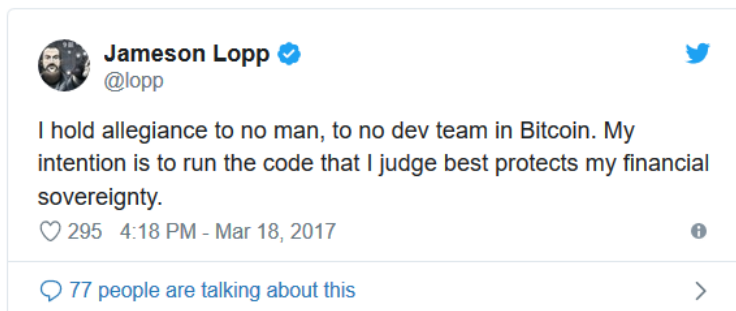 Jameson Lopp
@lopp
I hold allegiance to no man, to no dev team in Bitcoin. My
intention is to run the code that I judge best protects my financial
sovereignty.
295 4:18 PM - Mar 18, 2017
77 people are talking about this